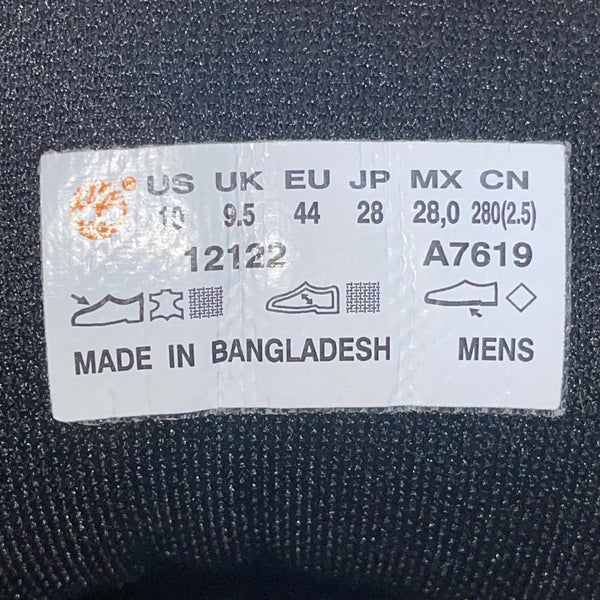 ® US UK EU JP MX CN
10 9.5 44 28 28,0 280(2.5)
12122 A7619
MADE IN BANGLADESH MENS